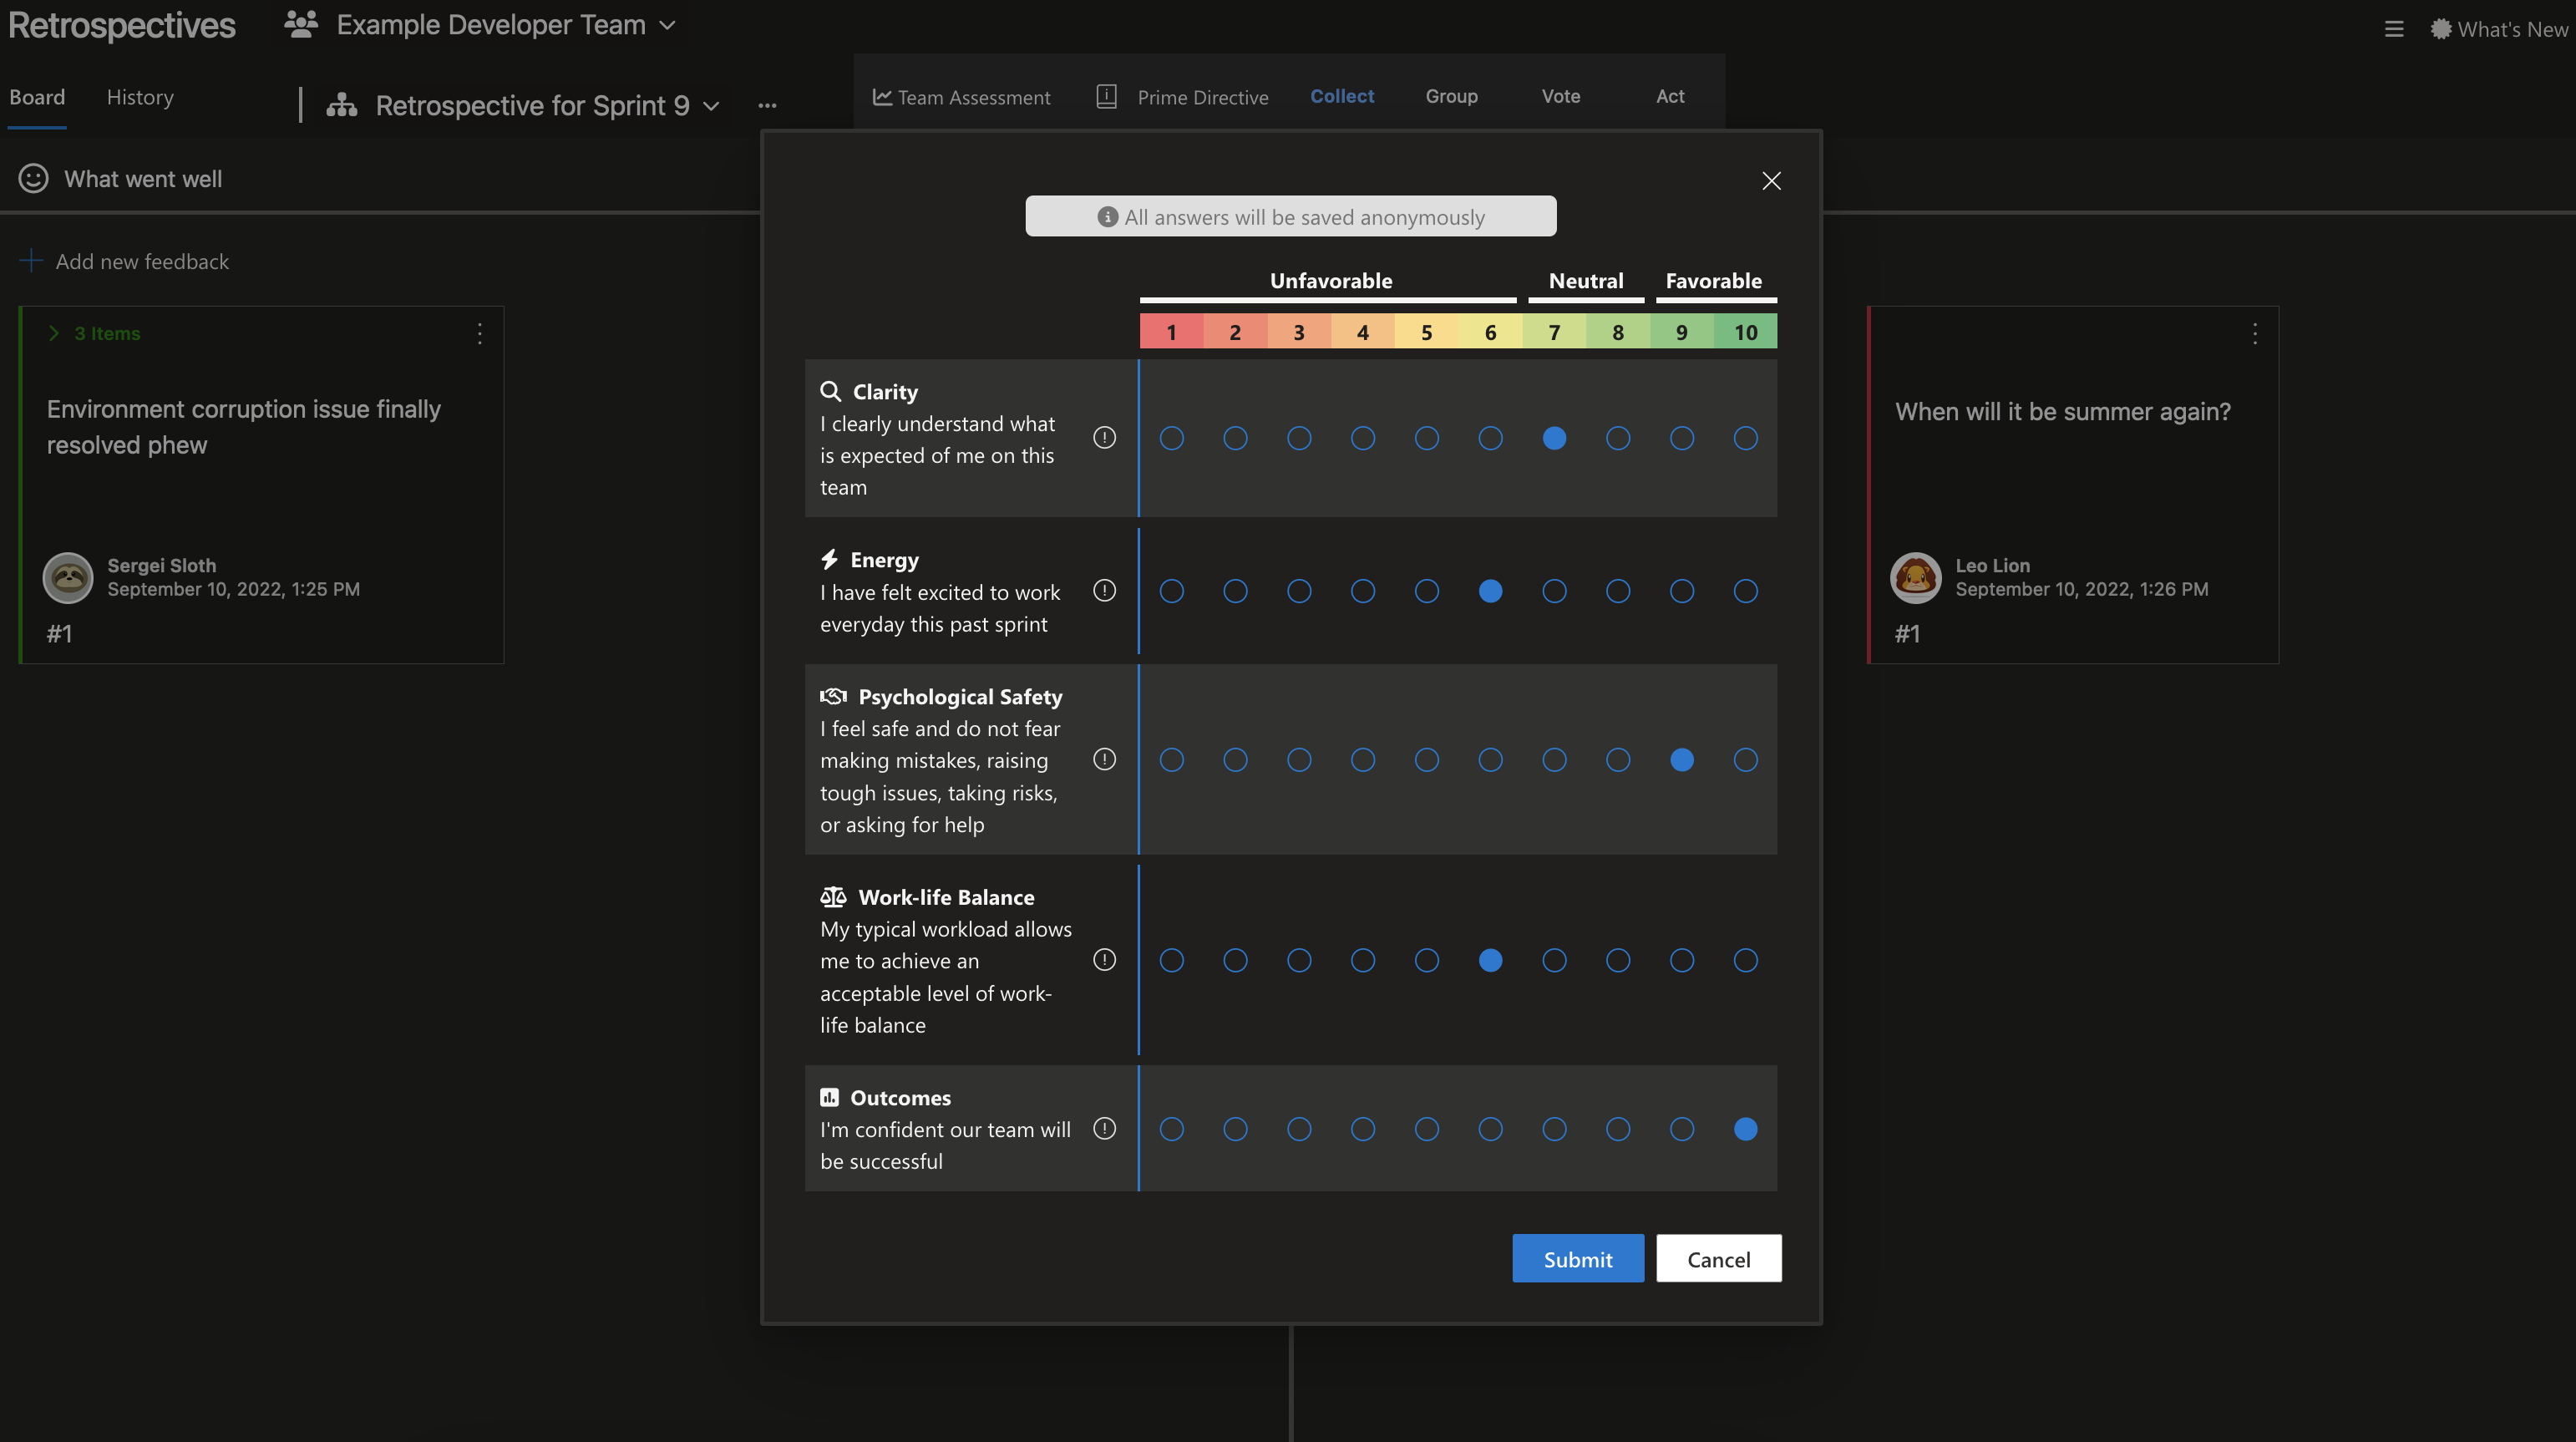 Retrospectives
Example Developer Team
What's New
Board
History
Retrospective for Sprint 9
Team Assessment
Prime Directive
Collect
Group
Vote
Act
What went well
Add new feedback
3 Items
Environment corruption issue finally
resolved phew
Sergei Sloth
September 10, 2022, 1:25 PM
#1
All answers will be saved anonymously
Unfavorable
Neutral
Favorable
1 2 3 4 5 6 7 8 9 10
Clarity
I clearly understand what
is expected of me on this
team
Energy
I have felt excited to work
everyday this past sprint
Psychological Safety
I feel safe and do not fear
making mistakes, raising
tough issues, taking risks,
or asking for help
Work-life Balance
My typical workload allows
me to achieve an
acceptable level of work-
life balance
Outcomes
I'm confident our team will
be successful
Submit
Cancel
When will it be summer again?
Leo Lion
September 10, 2022, 1:26 PM
#1